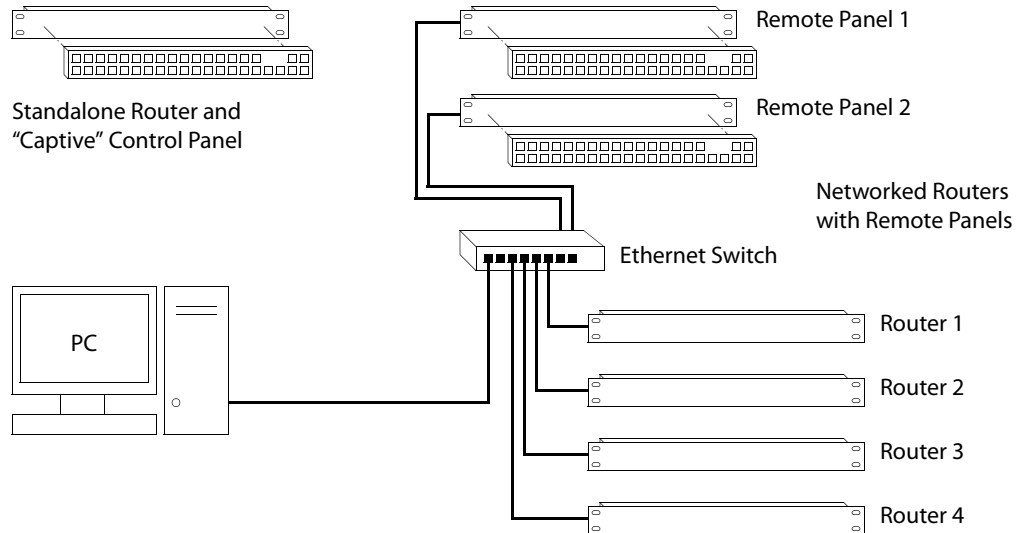 Standalone Router and
“Captive” Control Panel
Remote Panel 1
Remote Panel 2
Networked Routers
with Remote Panels
Ethernet Switch
PC
Router 1
Router 2
Router 3
Router 4